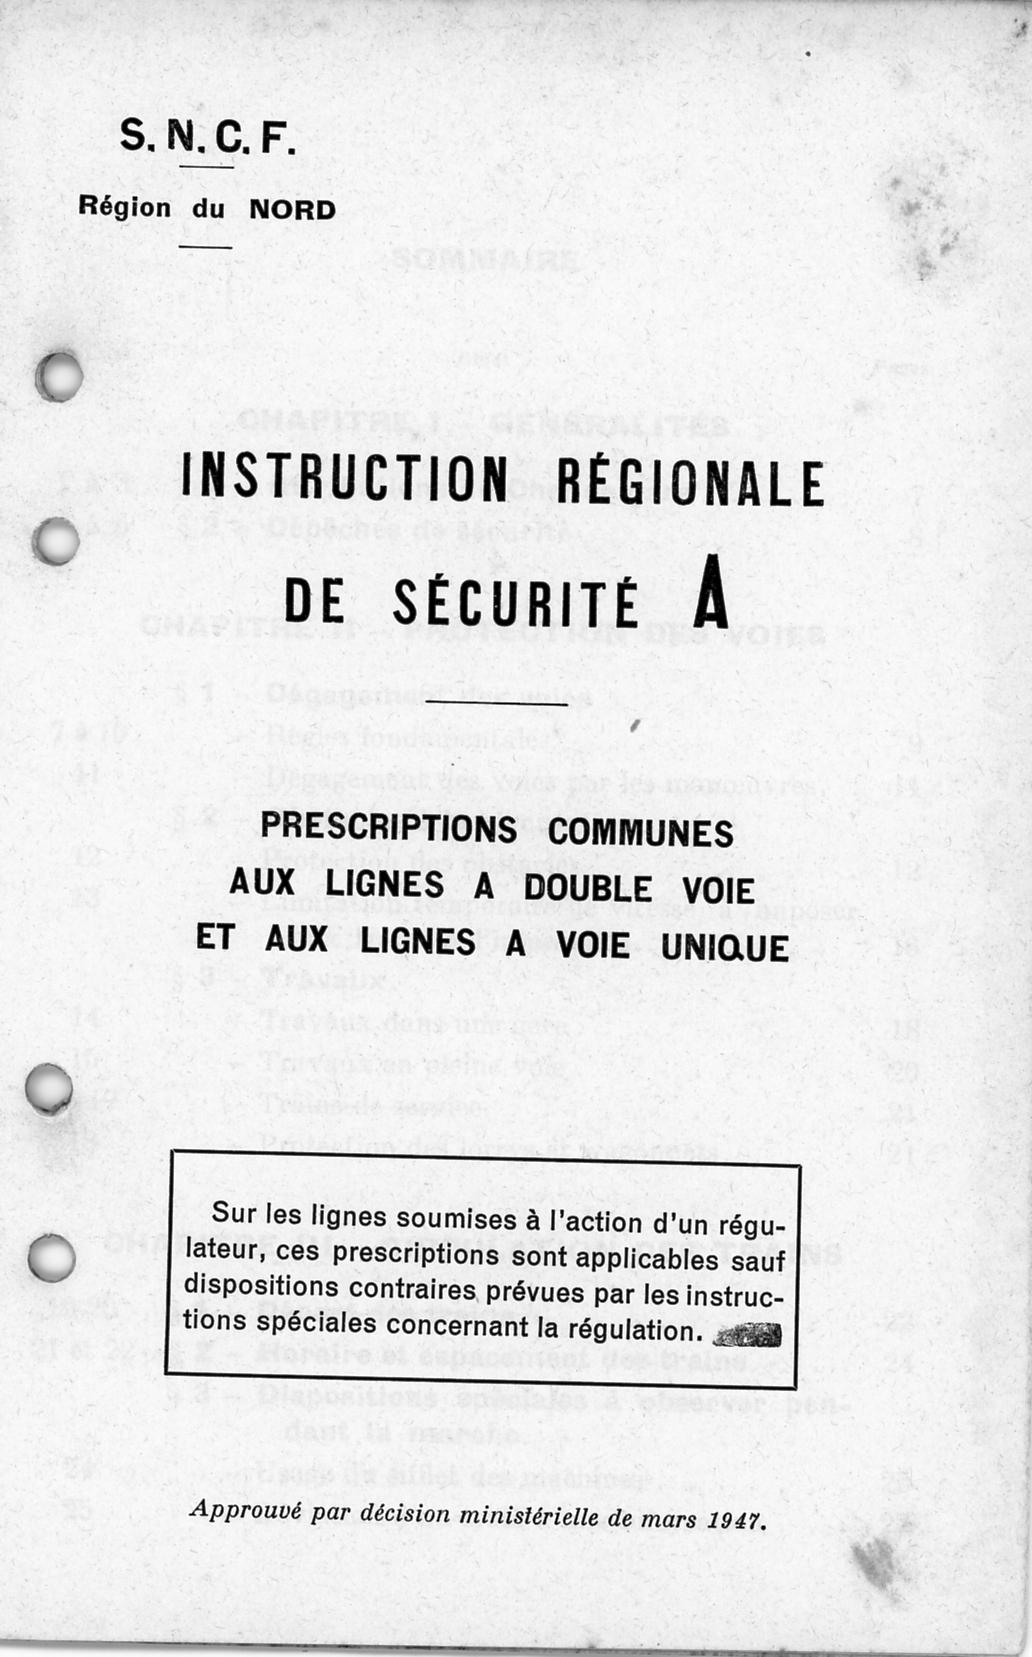 S. N. C. F.
Région du NORD
INSTRUCTION RÉGIONALE
DE SÉCURITÉ A
PRESCRIPTIONS COMMUNES
AUX LIGNES A DOUBLE VOIE
ET AUX LIGNES A VOIE UNIQUE
Sur les lignes soumises à l'action d'un régu-
lateur, ces prescriptions sont applicables sauf
dispositions contraires prévues par les instruc-
tions spéciales concernant la régulation.
Approuvé par décision ministérielle de mars 1947.